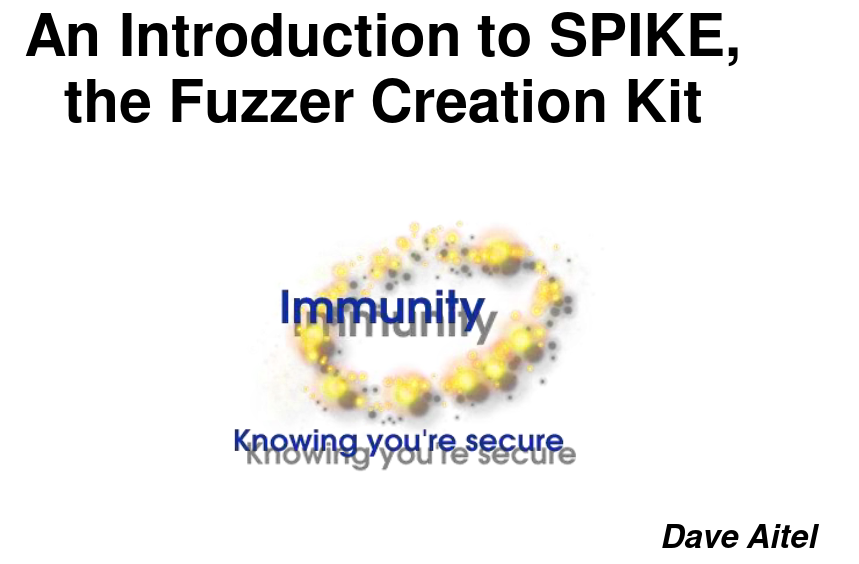 An Introduction to SPIKE,
the Fuzzer Creation Kit
Immunity
Knowing you're secure
Dave Aitel